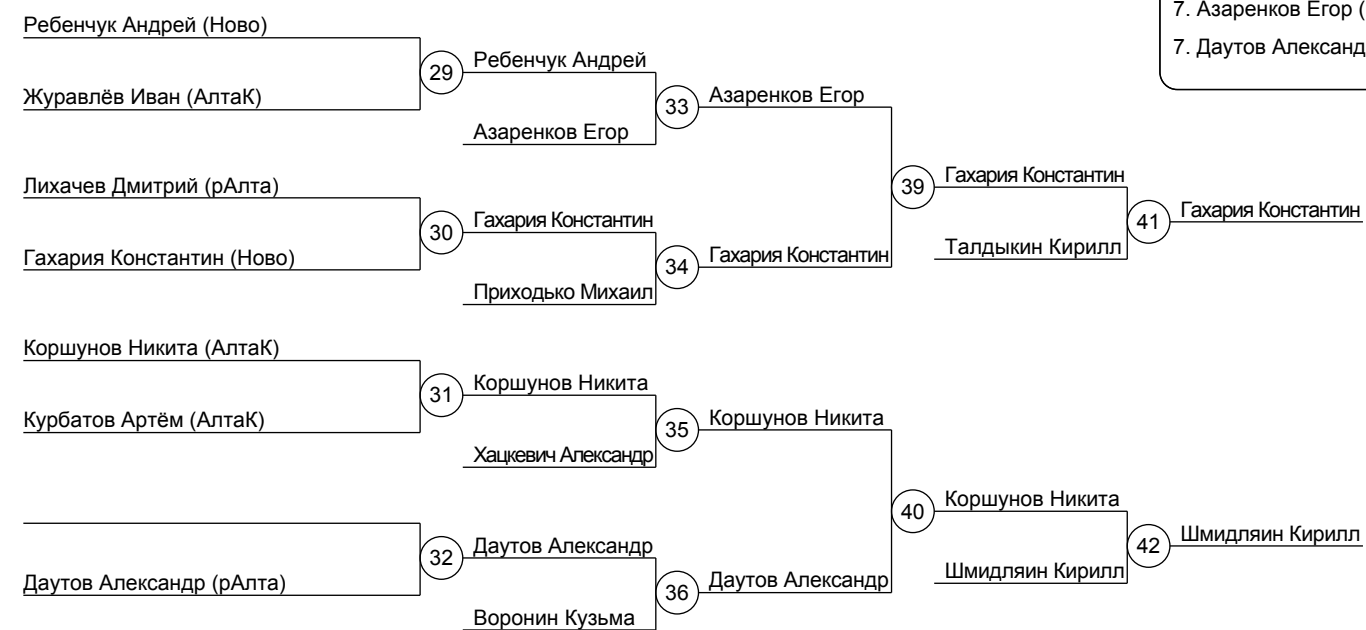 7. Азаренков Егор (
7. Даутов Александ
Ребенчук Андрей (Ново)
29
Ребенчук Андрей
Журавлёв Иван (АлтаК)
33
Азаренков Егор
Азаренков Егор
Лихачев Дмитрий (рАлта)
39
Гахария Константин
30
Гахария Константин
41
Гахария Константин
Гахария Константин (Ново)
34
Гахария Константин
Талдыкин Кирилл
Приходько Михаил
Коршунов Никита (АлтаК)
31
Коршунов Никита
Курбатов Артём (АлтаК)
35
Коршунов Никита
Хацкевич Александр
40
Коршунов Никита
32
Даутов Александр
42
Шмидляин Кирилл
Даутов Александр (рАлта)
36
Даутов Александр
Шмидляин Кирилл
Воронин Кузьма